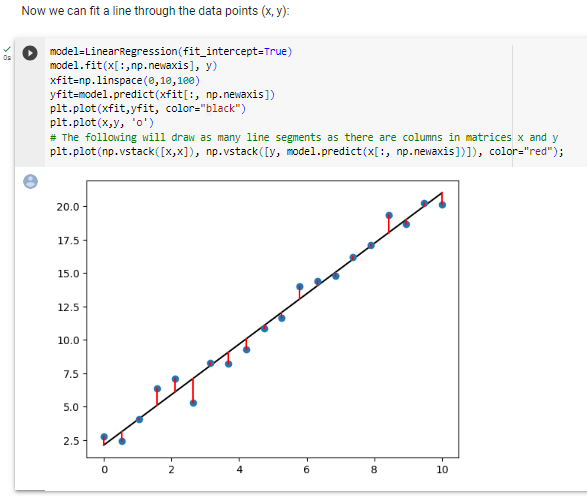 Now we can fit a line through the data points (x, y):
0s
model=LinearRegression(fit_intercept=True)
model.fit(x[:,np.newaxis], y)
xfit=np.linspace(0,10,100)
yfit=model.predict(xfit[:, np.newaxis])
plt.plot(xfit,yfit, color="black")
plt.plot(x,y, 'o')
# The following will draw as many line segments as there are columns in matrices x and y
plt.plot(np.vstack([x,x]), np.vstack([y, model.predict(x[:, np.newaxis])]), color="red");
20.0
17.5
15.0
12.5
10.0
7.5
5.0
2.5
0 2 4 6 8 10